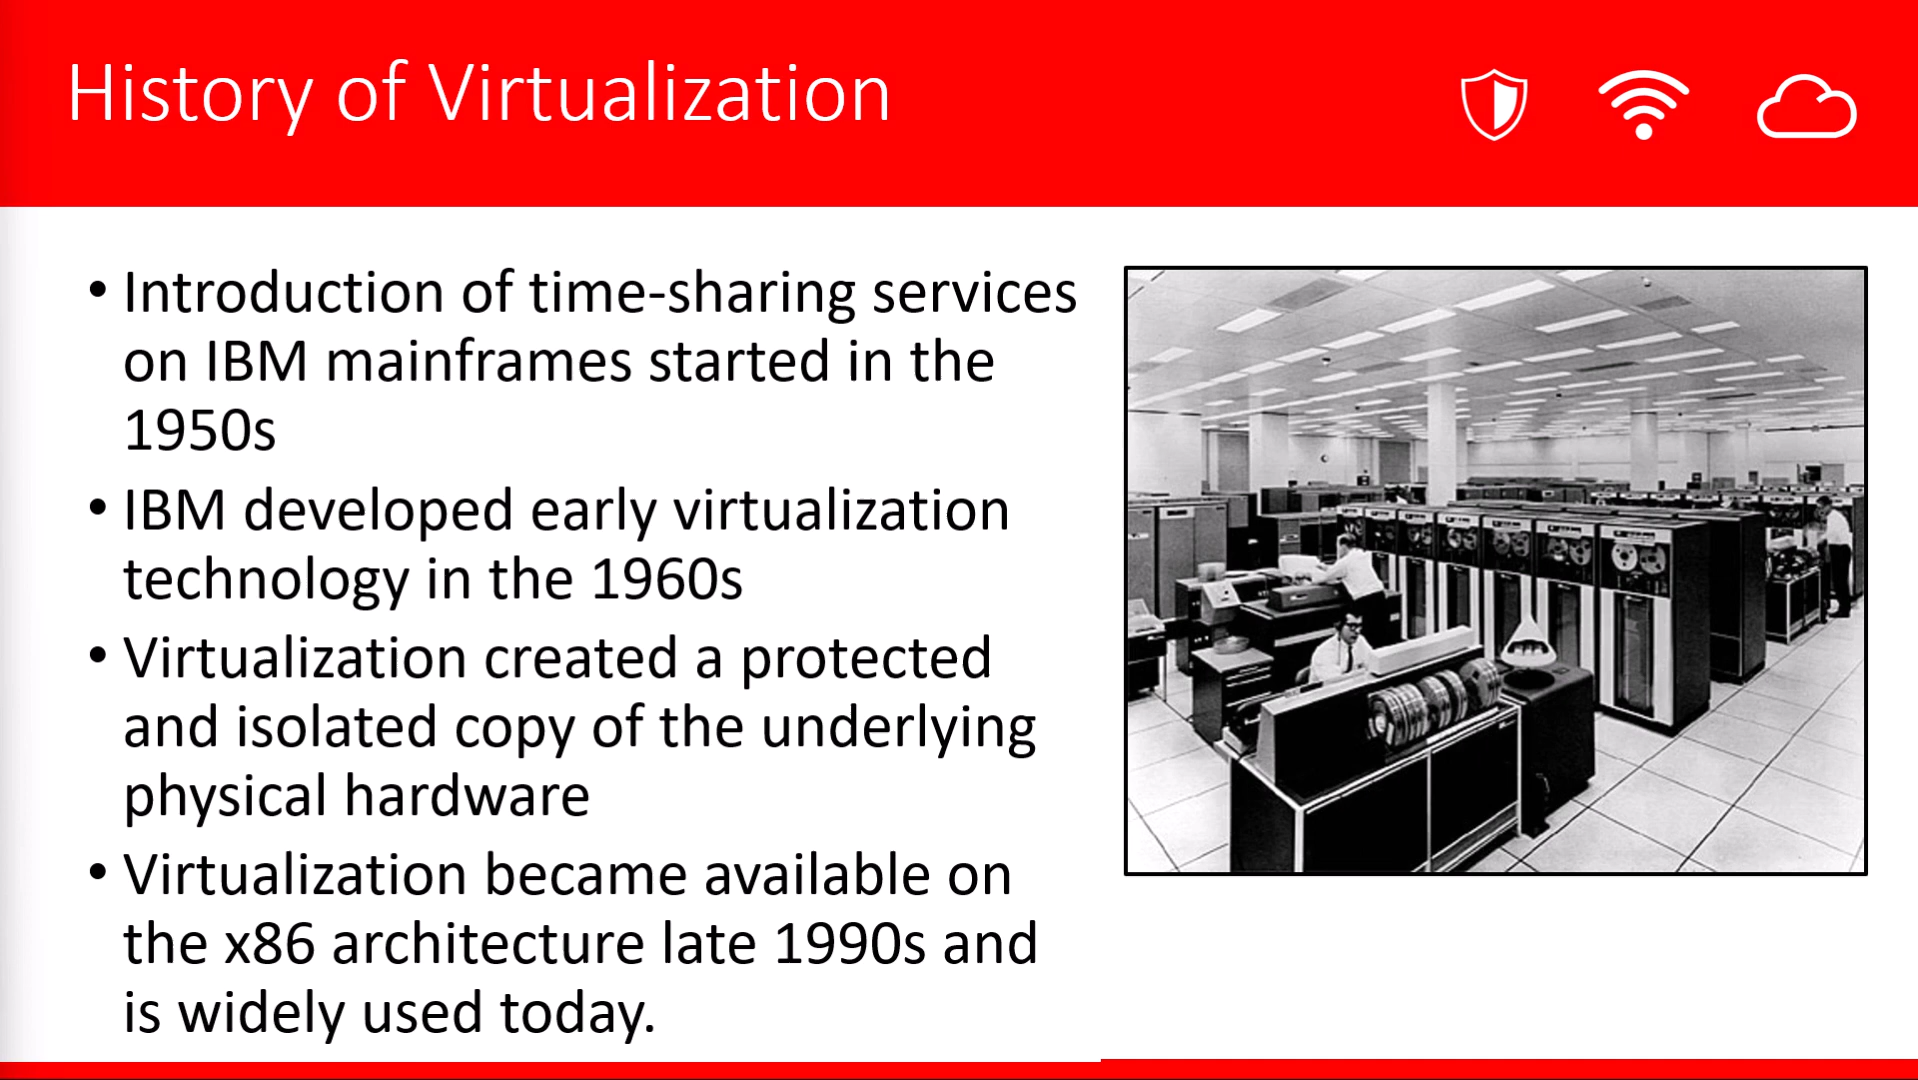 History of Virtualization
• Introduction of time-sharing services
on IBM mainframes started in the
1950s
• IBM developed early virtualization
technology in the 1960s
• Virtualization created a protected
and isolated copy of the underlying
physical hardware
• Virtualization became available on
the x86 architecture late 1990s and
is widely used today.